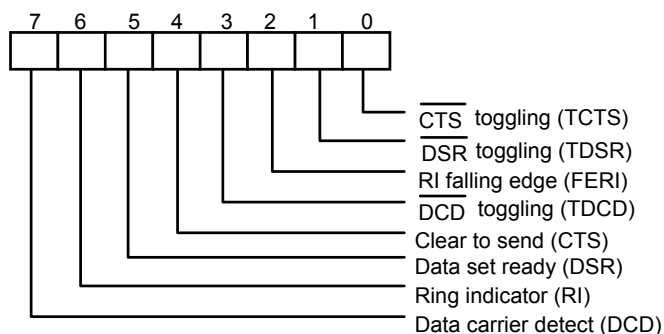 7 6 5 4 3 2 1 0
CTS toggling (TCTS)
DSR toggling (TDSR)
RI falling edge (FERI)
DCD toggling (TDCD)
Clear to send (CTS)
Data set ready (DSR)
Ring indicator (RI)
Data carrier detect (DCD)